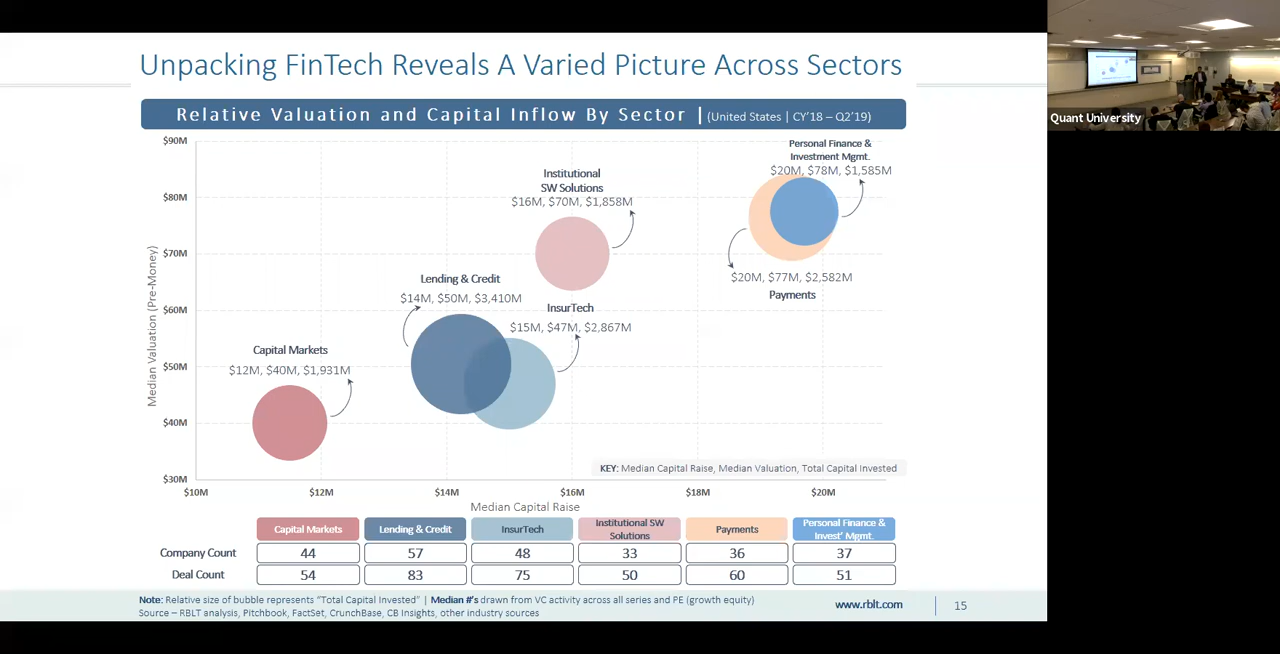 Unpacking FinTech Reveals A Varied Picture Across Sectors
Relative Valuation and Capital Inflow By Sector | (United States | CY'18 – Q2'19)
Quant University
$90M
$80M
$70M
$60M
$50M
$40M
$30M
Median Valuation (Pre-Money)
Personal Finance &
Investment Mgmt.
$20M, $78M, $1,585M
Institutional
SW Solutions
$16M, $70M, $1,858M
$20M, $77M, $2,582M
Payments
Lending & Credit
$14M, $50M, $3,410M
InsurTech
$15M, $47M, $2,867M
Capital Markets
$12M, $40M, $1,931M
KEY: Median Capital Raise, Median Valuation, Total Capital Invested
$10M $12M $14M $16M $18M $20M
Median Capital Raise
Capital Markets
Lending & Credit
InsurTech
Institutional SW
Solutions
Payments
Personal Finance &
Invest' Mgmt.
Company Count 44 57 48 33 36 37
Deal Count 54 83 75 50 60 51
Note: Relative size of bubble represents "Total Capital Invested" | Median #'s drawn from VC activity across all series and PE (growth equity)
Source – RBLT analysis, Pitchbook, FactSet, CrunchBase, CB Insights, other industry sources
www.rblt.com | 15